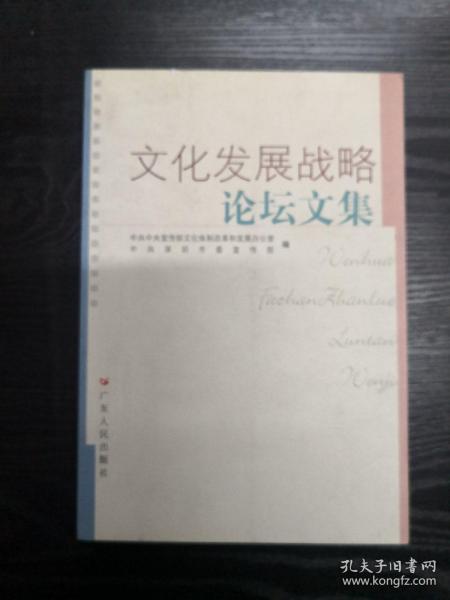 文化发展战略
论坛文集
中共中央宣传部文化体制改革和发展办公室
中共深圳市委宣传部
编
Wenhua
Fazhan Zhanlue
Luntan
Wenji
广东人民出版社
孔夫子旧书网
www.kongfz.com